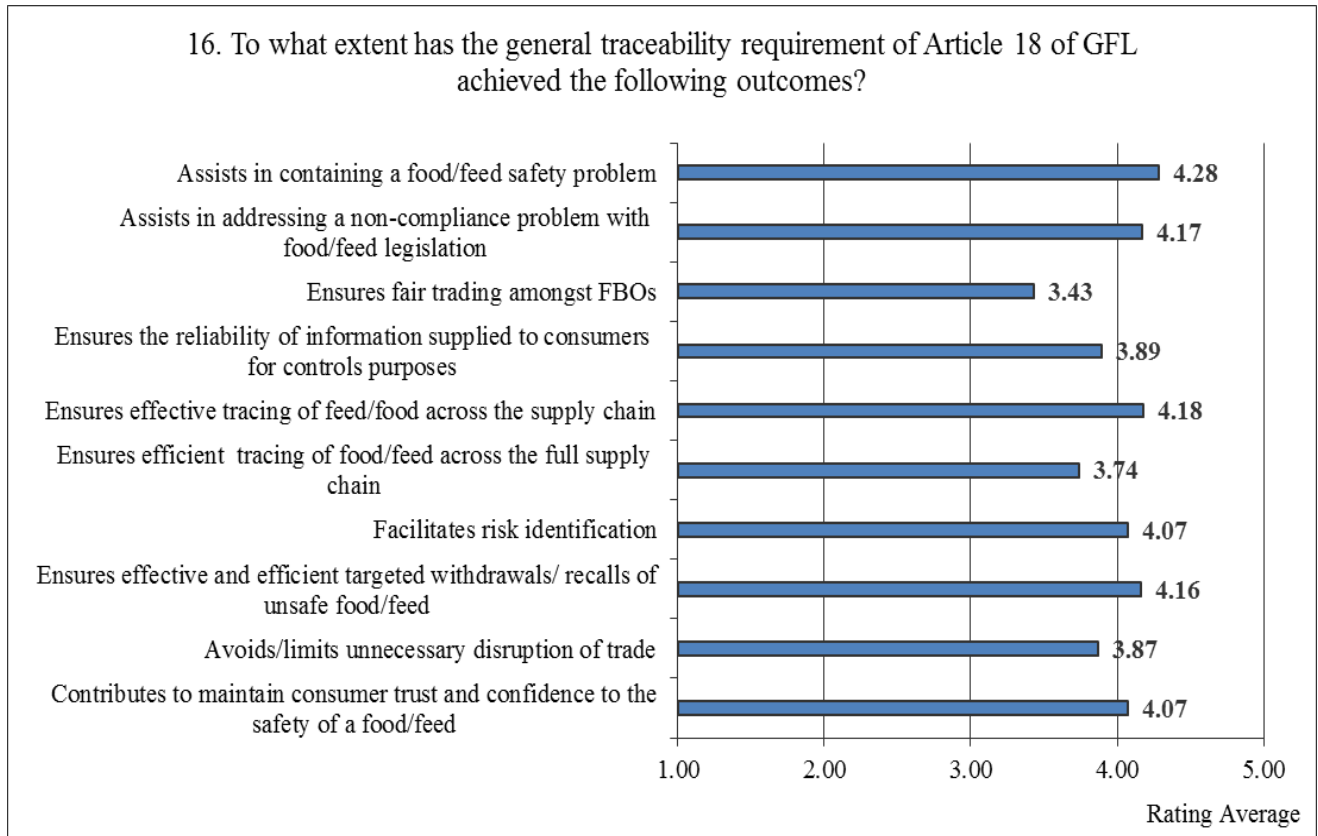 16. To what extent has the general traceability requirement of Article 18 of GFL
achieved the following outcomes?
Assists in containing a food/feed safety problem
4.28
Assists in addressing a non-compliance problem with
food/feed legislation
4.17
Ensures fair trading amongst FBOs
3.43
Ensures the reliability of information supplied to consumers
for controls purposes
3.89
Ensures effective tracing of feed/food across the supply chain
4.18
Ensures efficient  tracing of food/feed across the full supply
chain
3.74
Facilitates risk identification
4.07
Ensures effective and efficient targeted withdrawals/ recalls of
unsafe food/feed
4.16
Avoids/limits unnecessary disruption of trade
3.87
Contributes to maintain consumer trust and confidence to the
safety of a food/feed
4.07
1.00 2.00 3.00 4.00 5.00
Rating Average